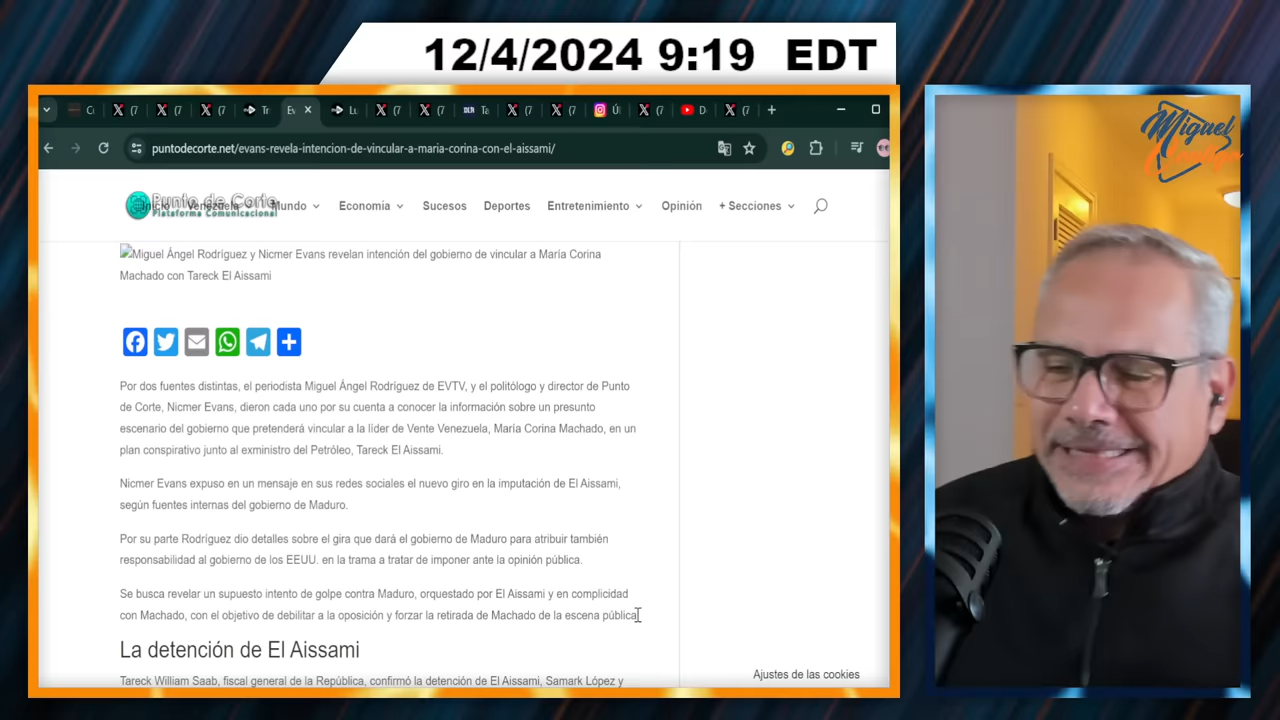 12/4/2024 9:19 EDT
puntodecorte.net/evans-revela-intencion-de-vincular-a-maria-corina-con-el-aissami/
Punto de Corte
Plataforma Comunicacional
Inicio Venezuela Mundo Economía Sucesos Deportes Entretenimiento Opinión + Secciones
Miguel Ángel Rodríguez y Nicmer Evans revelan intención del gobierno de vincular a María Corina
Machado con Tareck El Aissami
Por dos fuentes distintas, el periodista Miguel Ángel Rodríguez de EVTV, y el politólogo y director de Punto
de Corte, Nicmer Evans, dieron cada uno por su cuenta a conocer la información sobre un presunto
escenario del gobierno que pretenderá vincular a la líder de Vente Venezuela, María Corina Machado, en un
plan conspirativo junto al exministro del Petróleo, Tareck El Aissami.
Nicmer Evans expuso en un mensaje en sus redes sociales el nuevo giro en la imputación de El Aissami,
según fuentes internas del gobierno de Maduro.
Por su parte Rodríguez dio detalles sobre el gira que dará el gobierno de Maduro para atribuir también
responsabilidad al gobierno de los EEUU. en la trama a tratar de imponer ante la opinión pública.
Se busca revelar un supuesto intento de golpe contra Maduro, orquestado por El Aissami y en complicidad
con Machado, con el objetivo de debilitar a la oposición y forzar la retirada de Machado de la escena pública
La detención de El Aissami
Tareck William Saab, fiscal general de la República, confirmó la detención de El Aissami, Samark López y
Ajustes de las cookies
Miguel